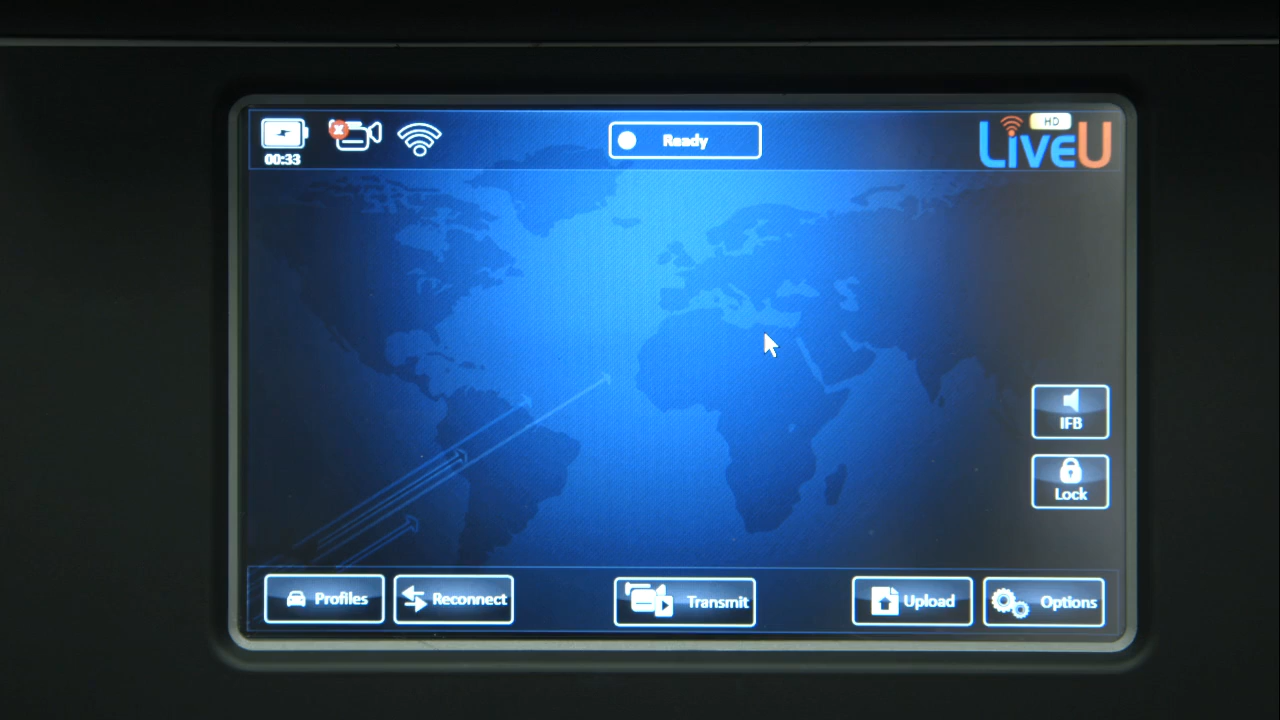 00:33
Ready
HD
LiveU
IFB
Lock
Profiles
Reconnect
Transmit
Upload
Options